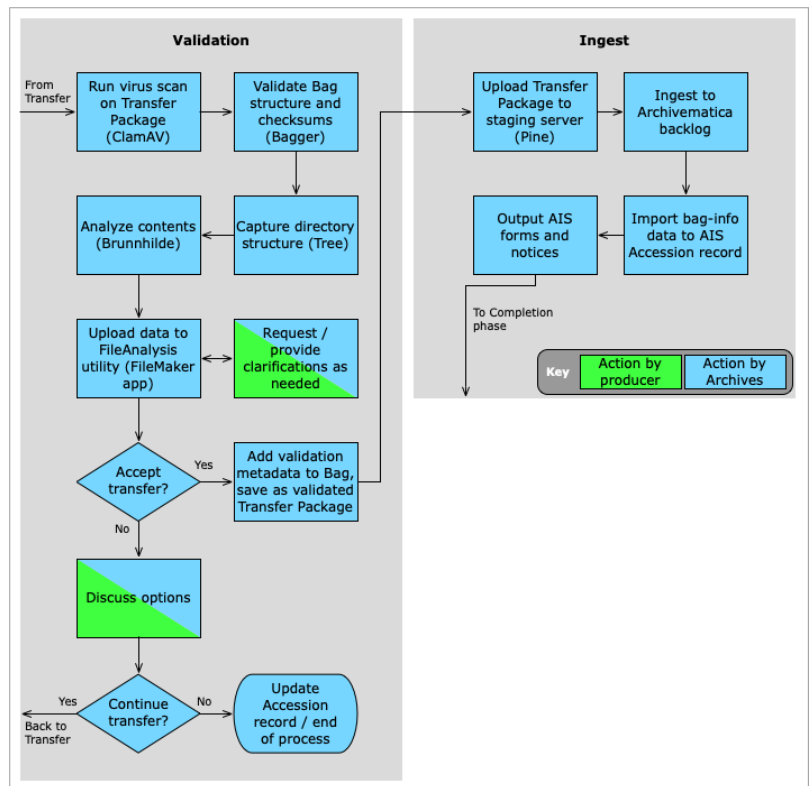 Validation
From
Transfer
Run virus scan
on Transfer
Package
(ClamAV)
Validate Bag
structure and
checksums
(Bagger)
Analyze contents
(Brunnhilde)
Capture directory
structure (Tree)
Upload data to
FileAnalysis
utility (FileMaker
app)
Request /
provide
clarifications as
needed
Accept
transfer?
Yes
Add validation
metadata to Bag,
save as validated
Transfer Package
No
Discuss options
Yes
Continue
transfer?
No
Back to
Transfer
Update
Accession
record / end
of process
Ingest
Upload Transfer
Package to
staging server
(Pine)
Ingest to
Archivematica
backlog
Output AIS
forms and
notices
Import bag-info
data to AIS
Accession record
To Completion
phase
Key
Action by
producer
Action by
Archives